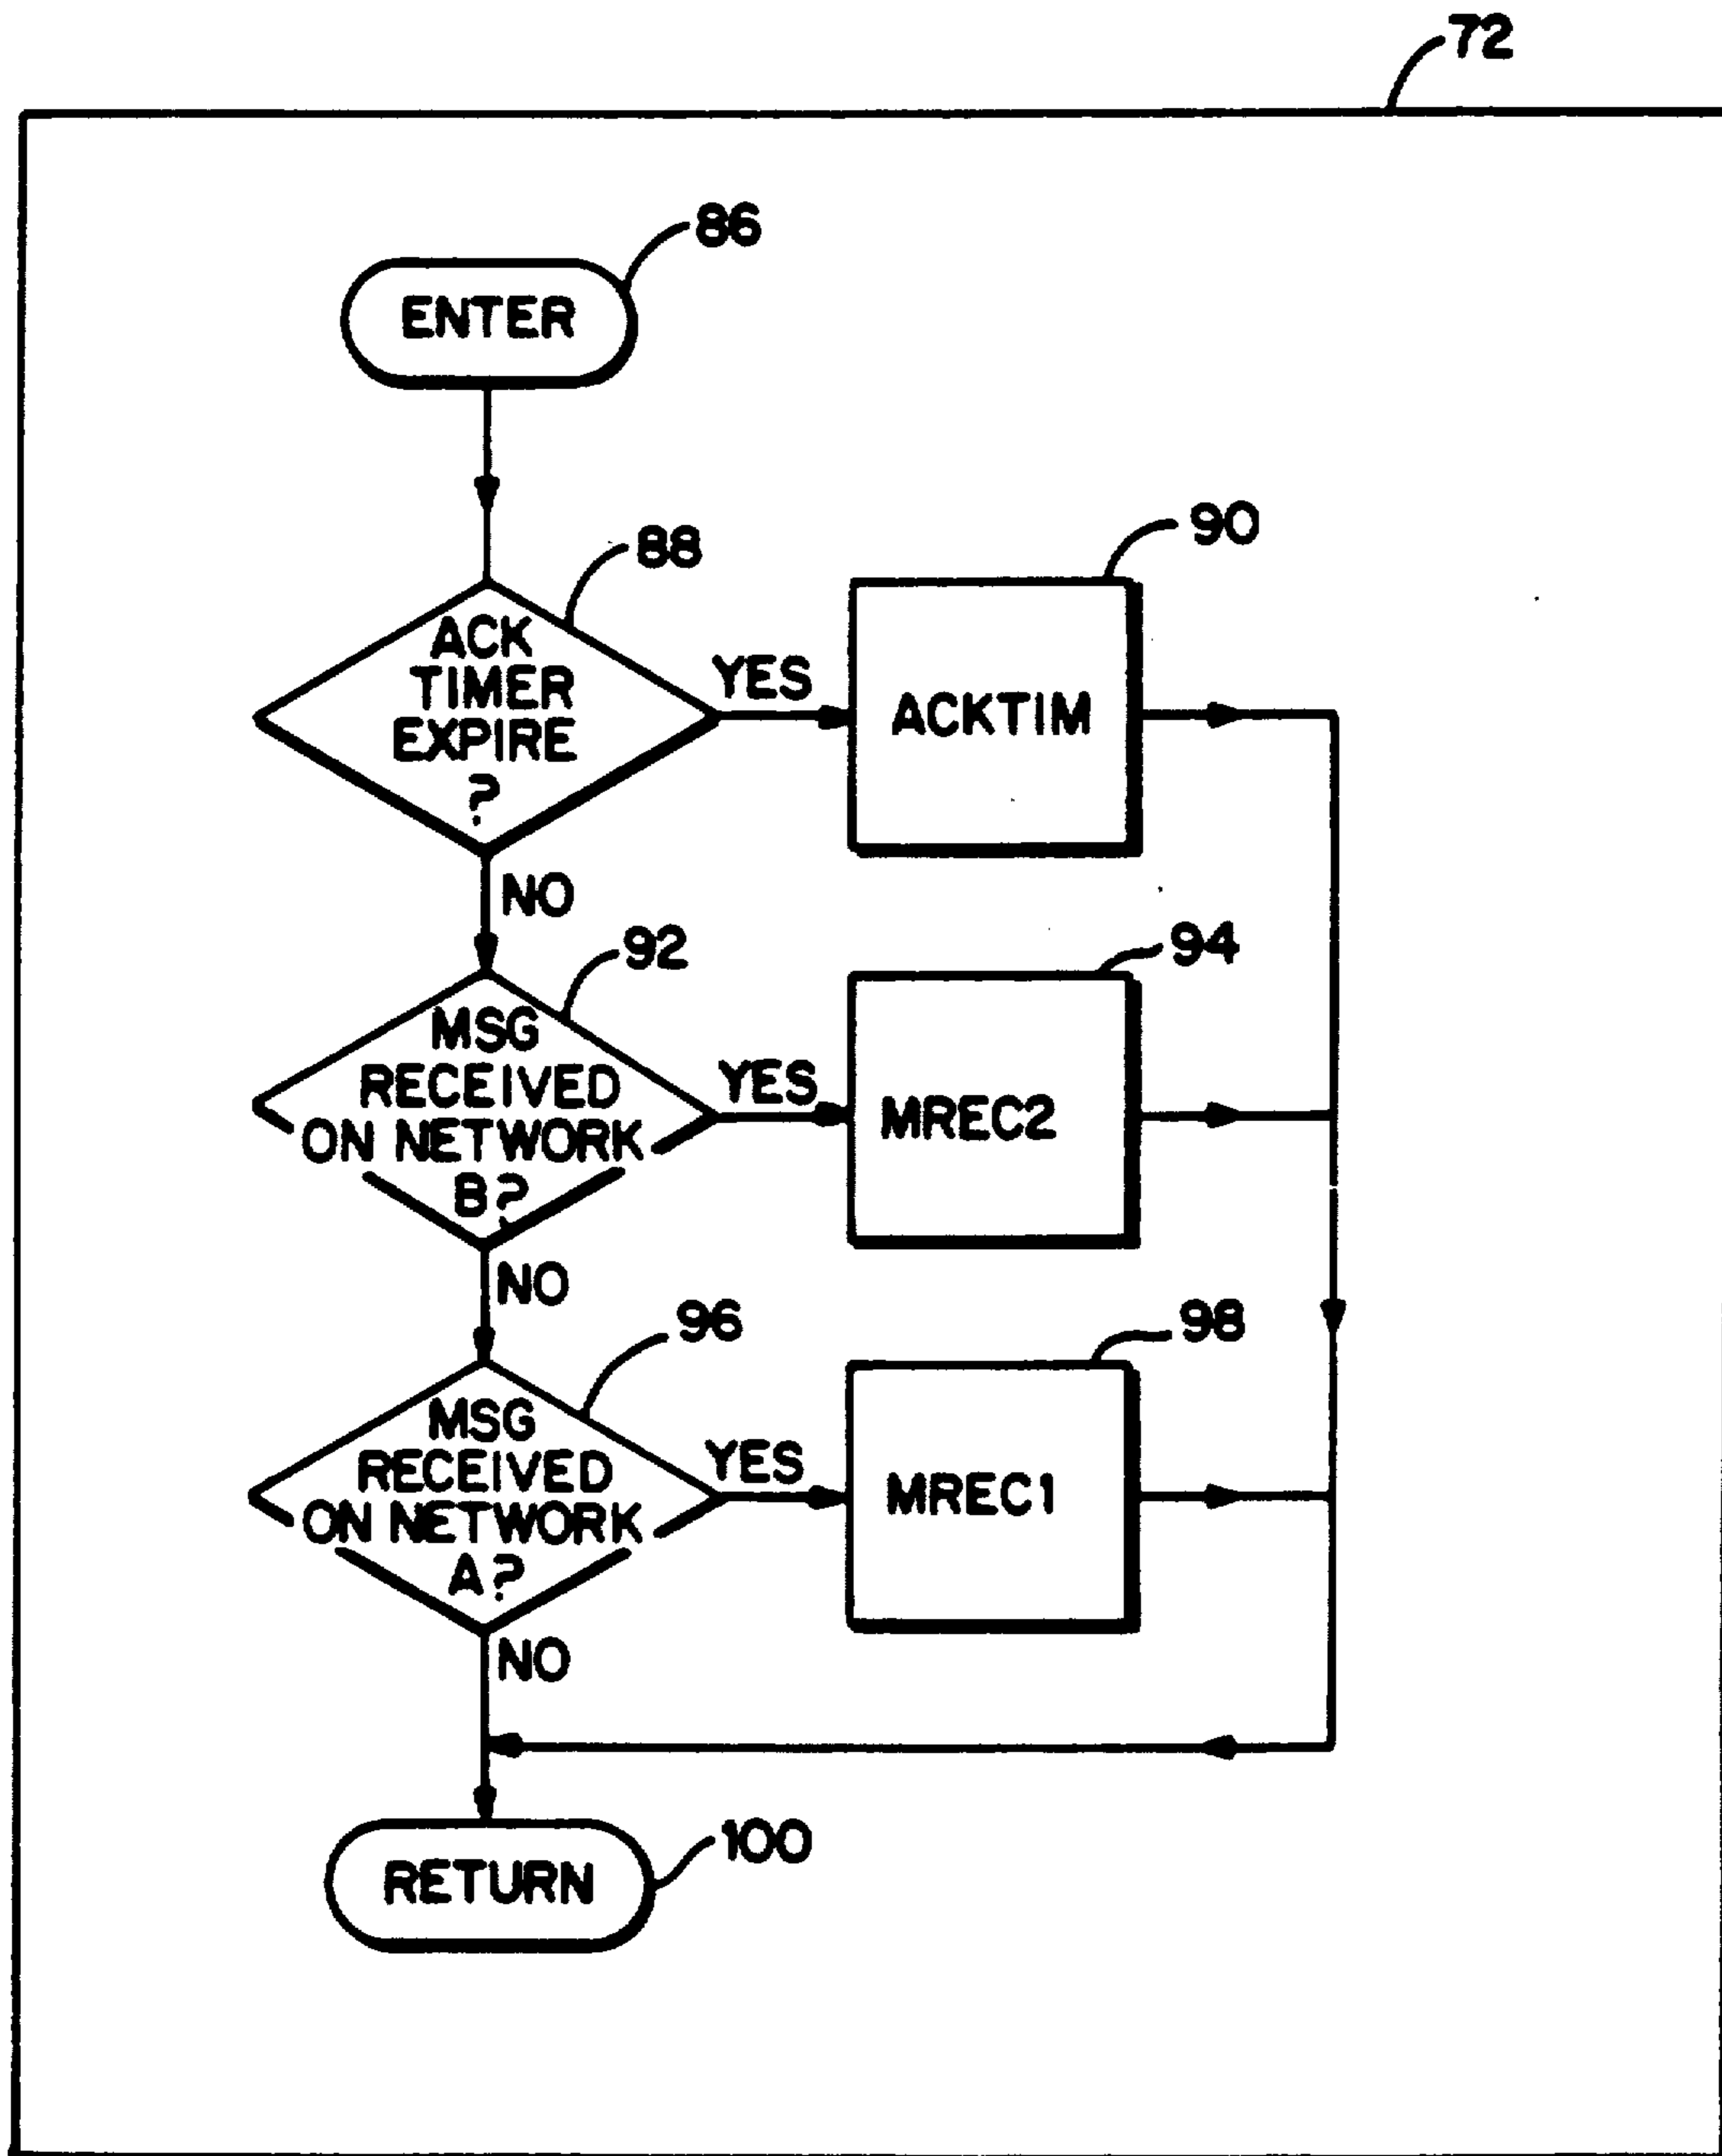 72
86
ENTER
88
ACK
TIMER
EXPIRE
?
YES
90
ACKTIM
NO
92
MSG
RECEIVED
ON NETWORK
B?
YES
94
MREC2
NO
96
MSG
RECEIVED
ON NETWORK
A?
YES
98
MREC1
NO
100
RETURN